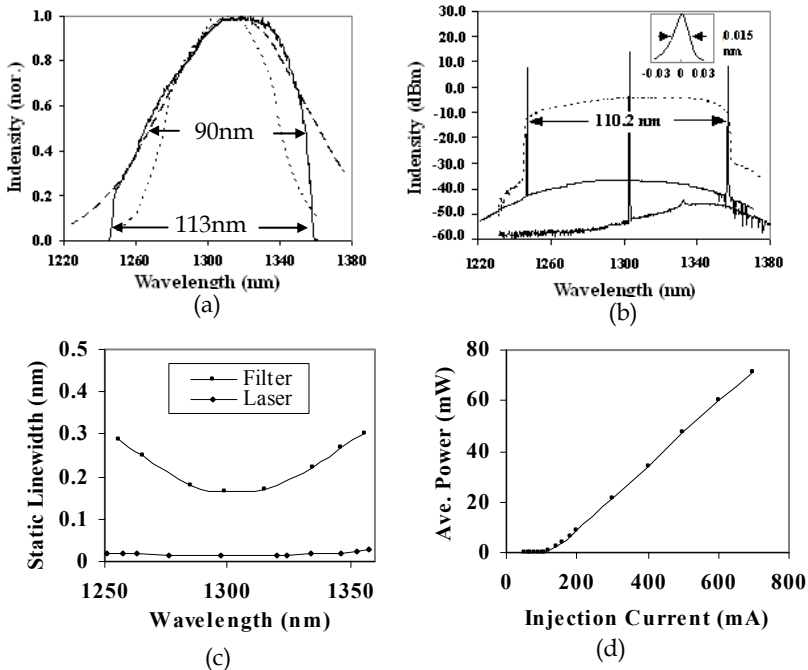 1.0
0.8
0.6
0.4
0.2
0.0
Indensity (nor.)
90nm
113nm
1220 1260 1300 1340 1380
Wavelength (nm)
(a)
30.0
20.0
10.0
0.0
-10.0
-20.0
-30.0
-40.0
-50.0
-60.0
Indensity (dBm)
0.015
nm
-0.03 0 0.03
110.2 nm
1220 1260 1300 1340 1380
Wavelength (nm)
(b)
0.5
0.4
0.3
0.2
0.1
0
Static Linewidth (nm)
Filter
Laser
1250 1300 1350
Wavelength (nm)
(c)
80
60
40
20
0
Ave. Power (mW)
0 200 400 600 800
Injection Current (mA)
(d)